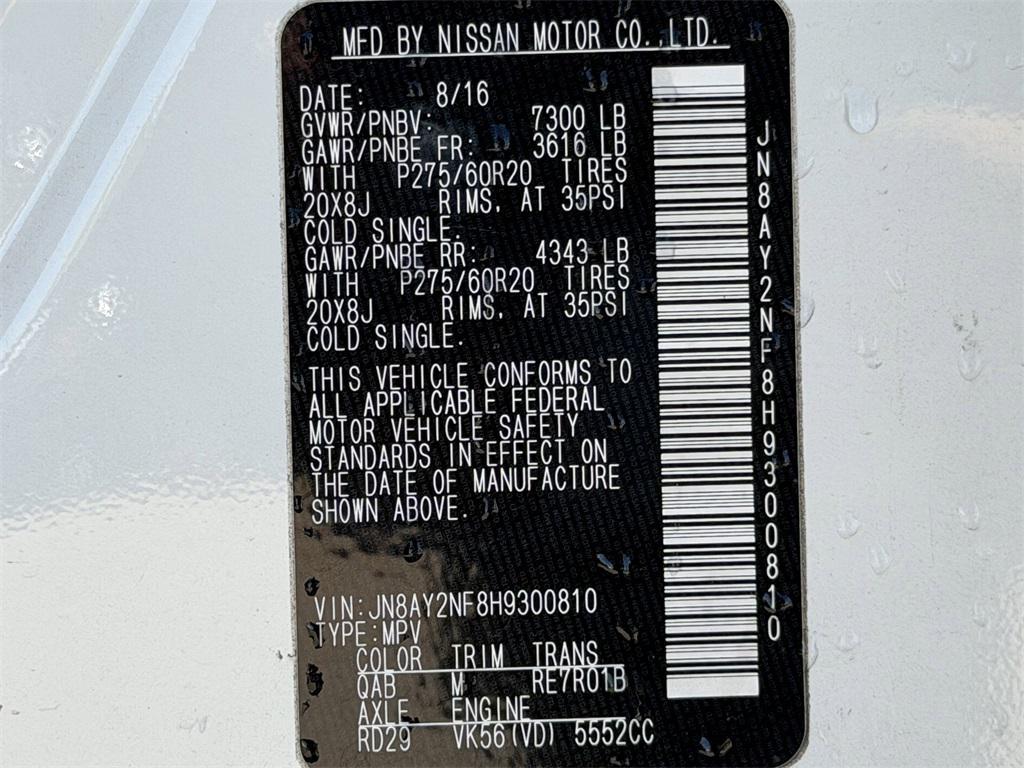 MFD BY NISSAN MOTOR CO.,LTD.
DATE: 8/16
GVWR/PNBV: 7300 LB
GAWR/PNBE FR: 3616 LB
WITH P275/60R20 TIRES
20X8J RIMS, AT 35PSI
COLD SINGLE.
GAWR/PNBE RR: 4343 LB
WITH P275/60R20 TIRES
20X8J RIMS, AT 35PSI
COLD SINGLE.
THIS VEHICLE CONFORMS TO
ALL APPLICABLE FEDERAL
MOTOR VEHICLE SAFETY
STANDARDS IN EFFECT ON
THE DATE OF MANUFACTURE
SHOWN ABOVE.
VIN:JN8AY2NF8H9300810
TYPE:MPV
COLOR TRIM TRANS
QAB M RE7R01B
AXLE ENGINE
RD29 VK56(VD) 5552CC
JN8AY2NF8H9300810